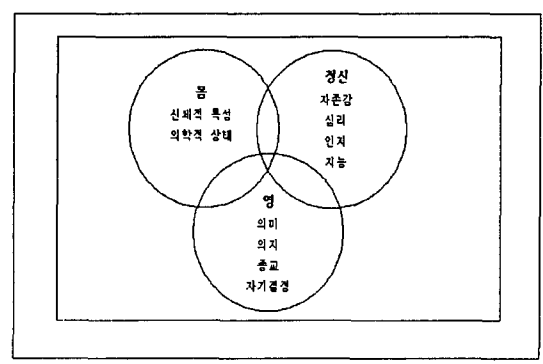 몸
신체적 특성
의학적 상태
정신
자존감
심리
인지
지능
영
의미
의지
종교
자기결정